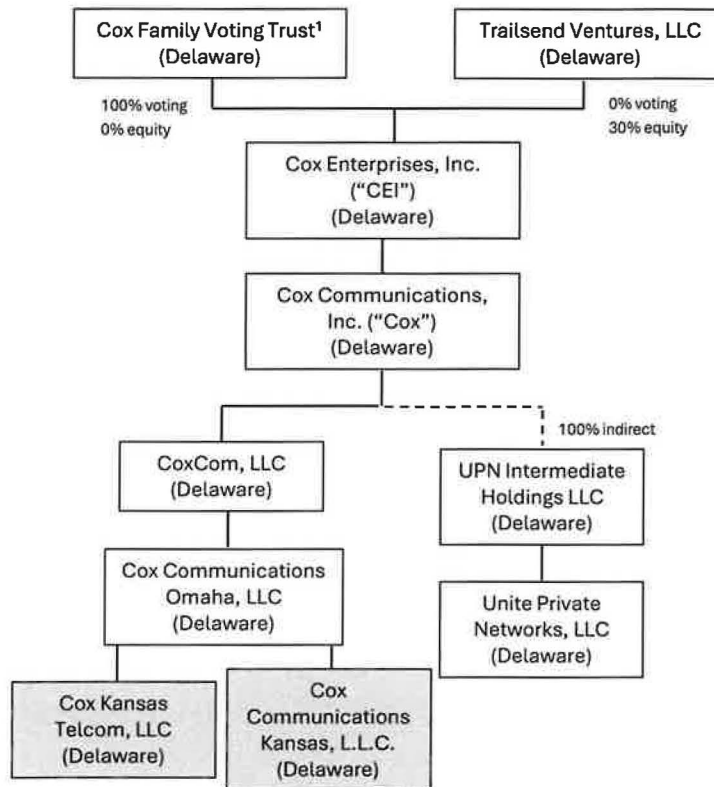 Cox Family Voting Trust¹
(Delaware)
Trailsend Ventures, LLC
(Delaware)
100% voting
0% equity
0% voting
30% equity
Cox Enterprises, Inc.
("CEI")
(Delaware)
Cox Communications,
Inc. ("Cox")
(Delaware)
100% indirect
CoxCom, LLC
(Delaware)
UPN Intermediate
Holdings LLC
(Delaware)
Cox Communications
Omaha, LLC
(Delaware)
Unite Private
Networks, LLC
(Delaware)
Cox Kansas
Telcom, LLC
(Delaware)
Cox
Communications
Kansas, L.L.C.
(Delaware)